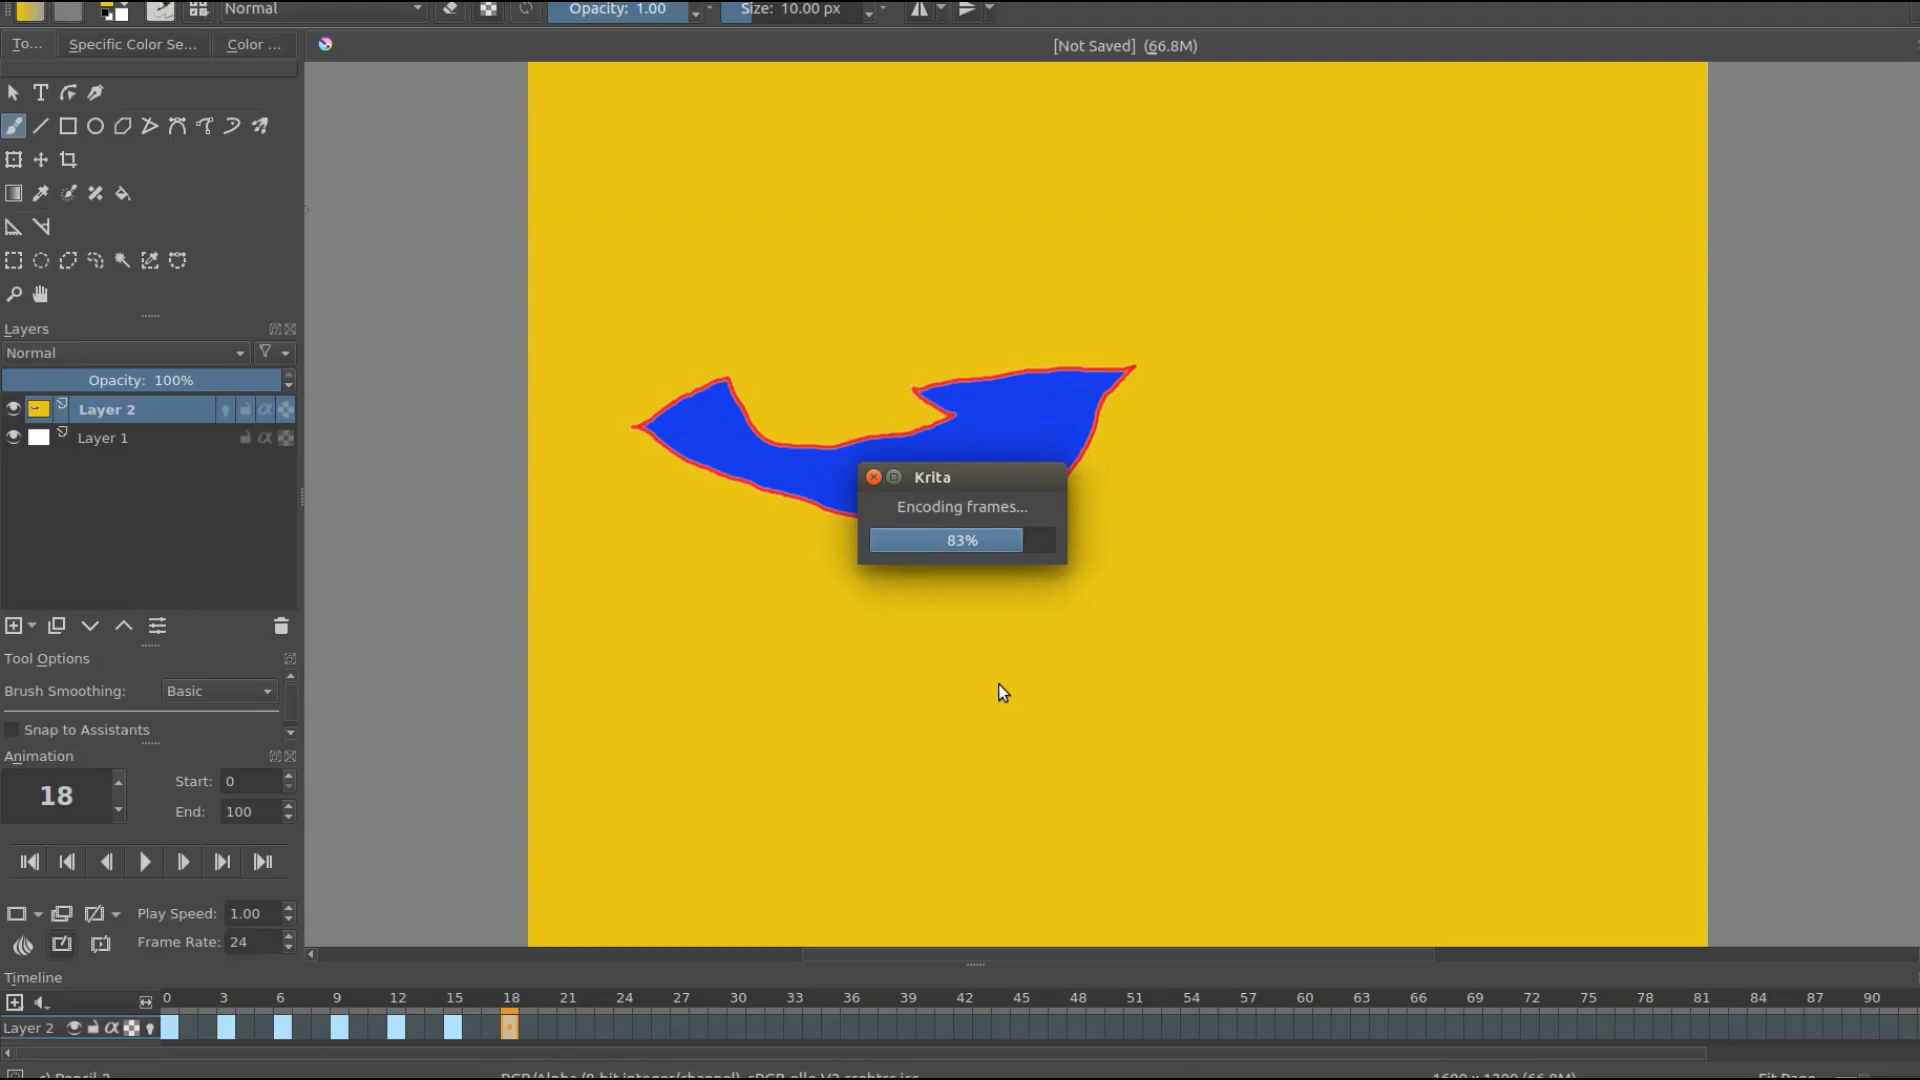 Normal
Opacity: 1.00
Size: 10.00 px
To...
Specific Color Se...
Color ...
[Not Saved] (66.8M)
Layers
Normal
Opacity: 100%
Layer 2
Layer 1
Krita
Encoding frames...
83%
Tool Options
Brush Smoothing: Basic
Snap to Assistants
Animation
18
Start: 0
End: 100
Play Speed: 1.00
Frame Rate: 24
Timeline
0 3 6 9 12 15 18 21 24 27 30 33 36 39 42 45 48 51 54 57 60 63 66 69 72 75 78 81 84 87 90
Layer 2